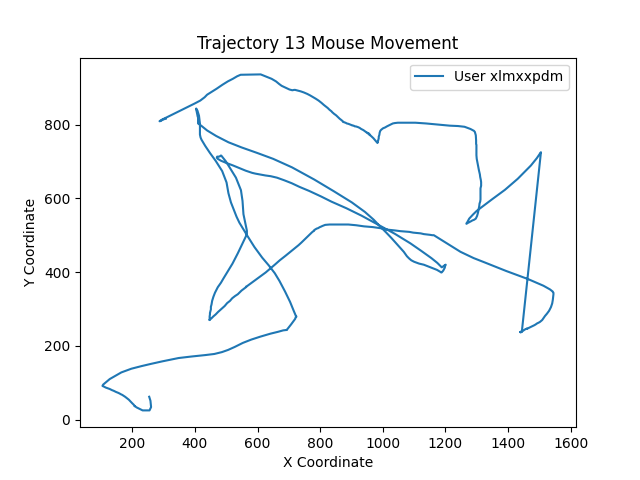 Trajectory 13 Mouse Movement
User xlmxxpdm
Y Coordinate
800
600
400
200
0
200 400 600 800 1000 1200 1400 1600
X Coordinate